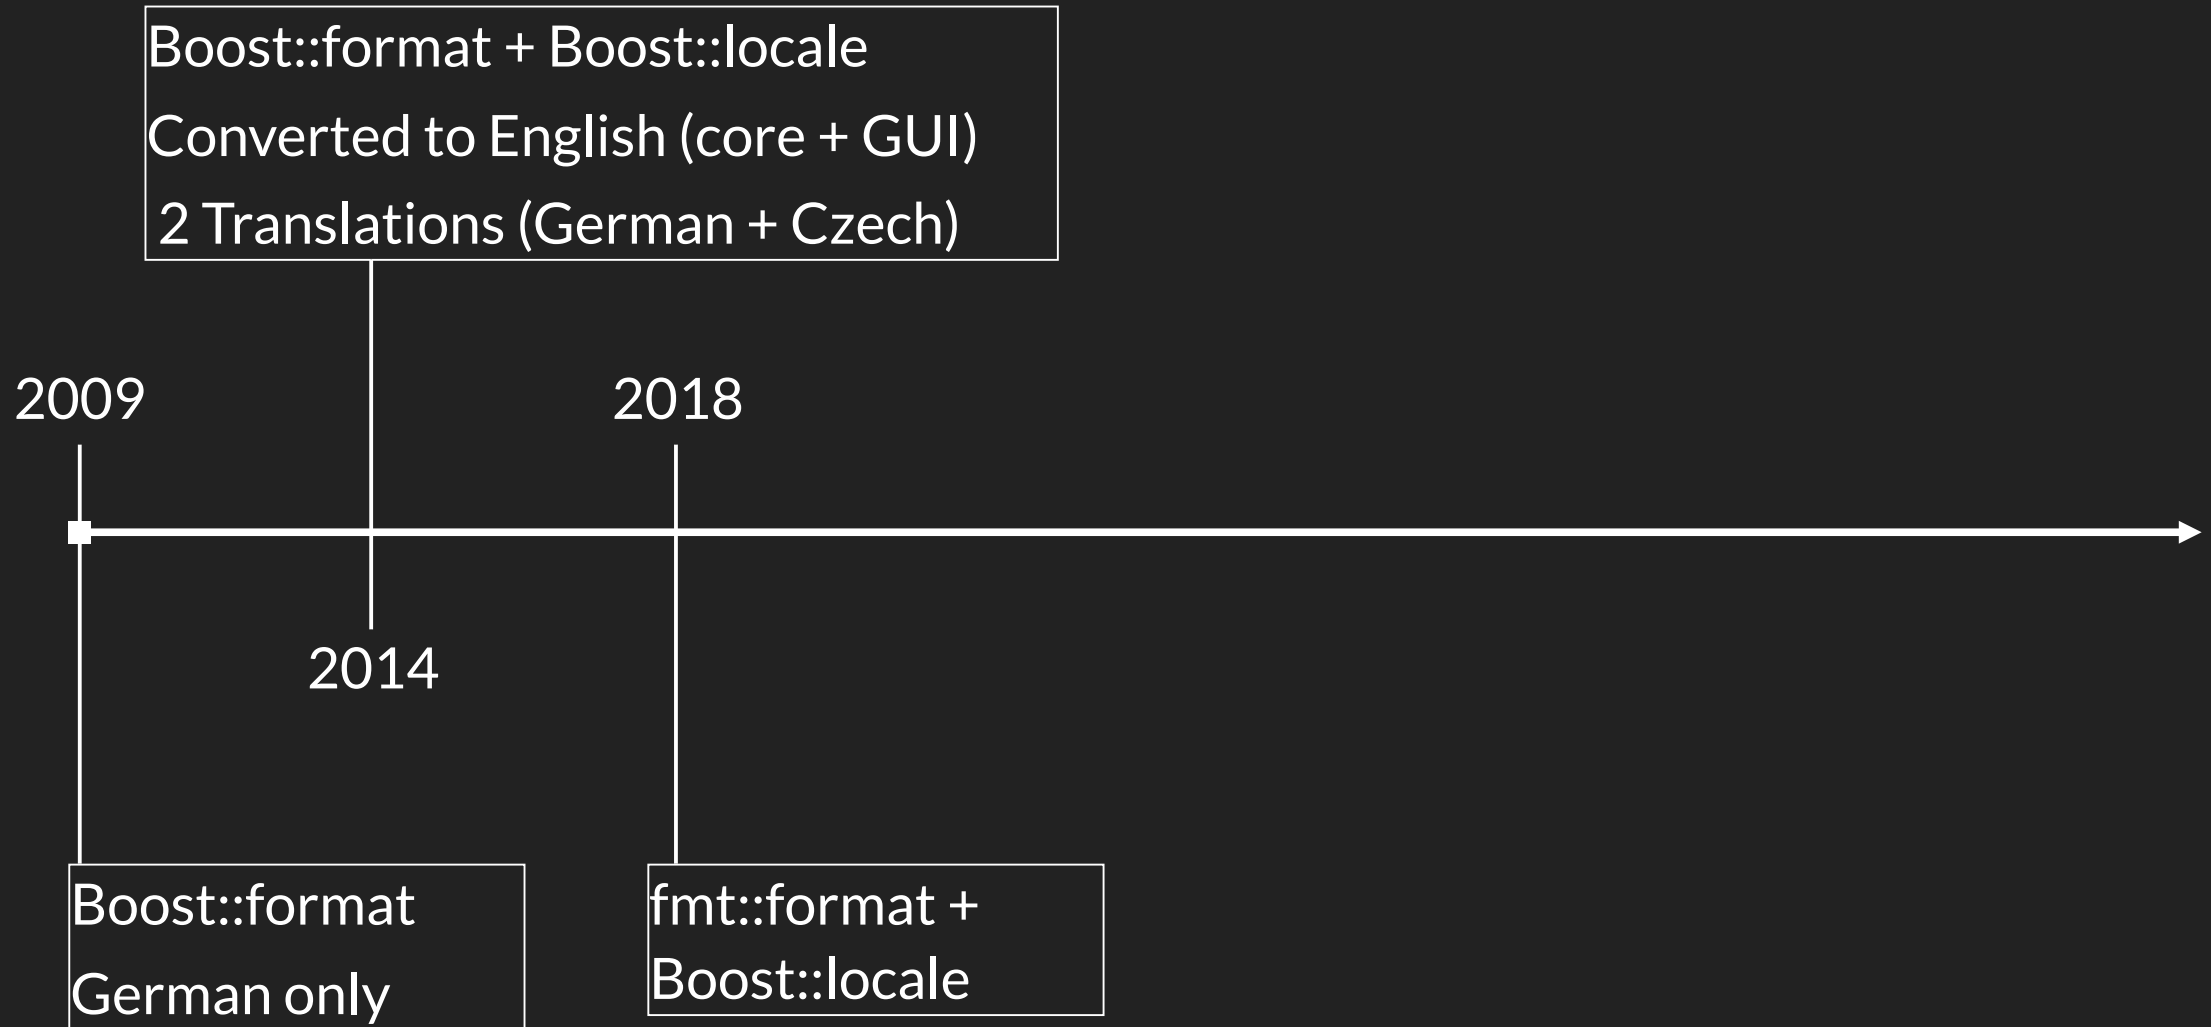 Boost::format + Boost::locale
Converted to English (core + GUI)
2 Translations (German + Czech)
2009
2018
2014
Boost::format
German only
fmt::format +
Boost::locale